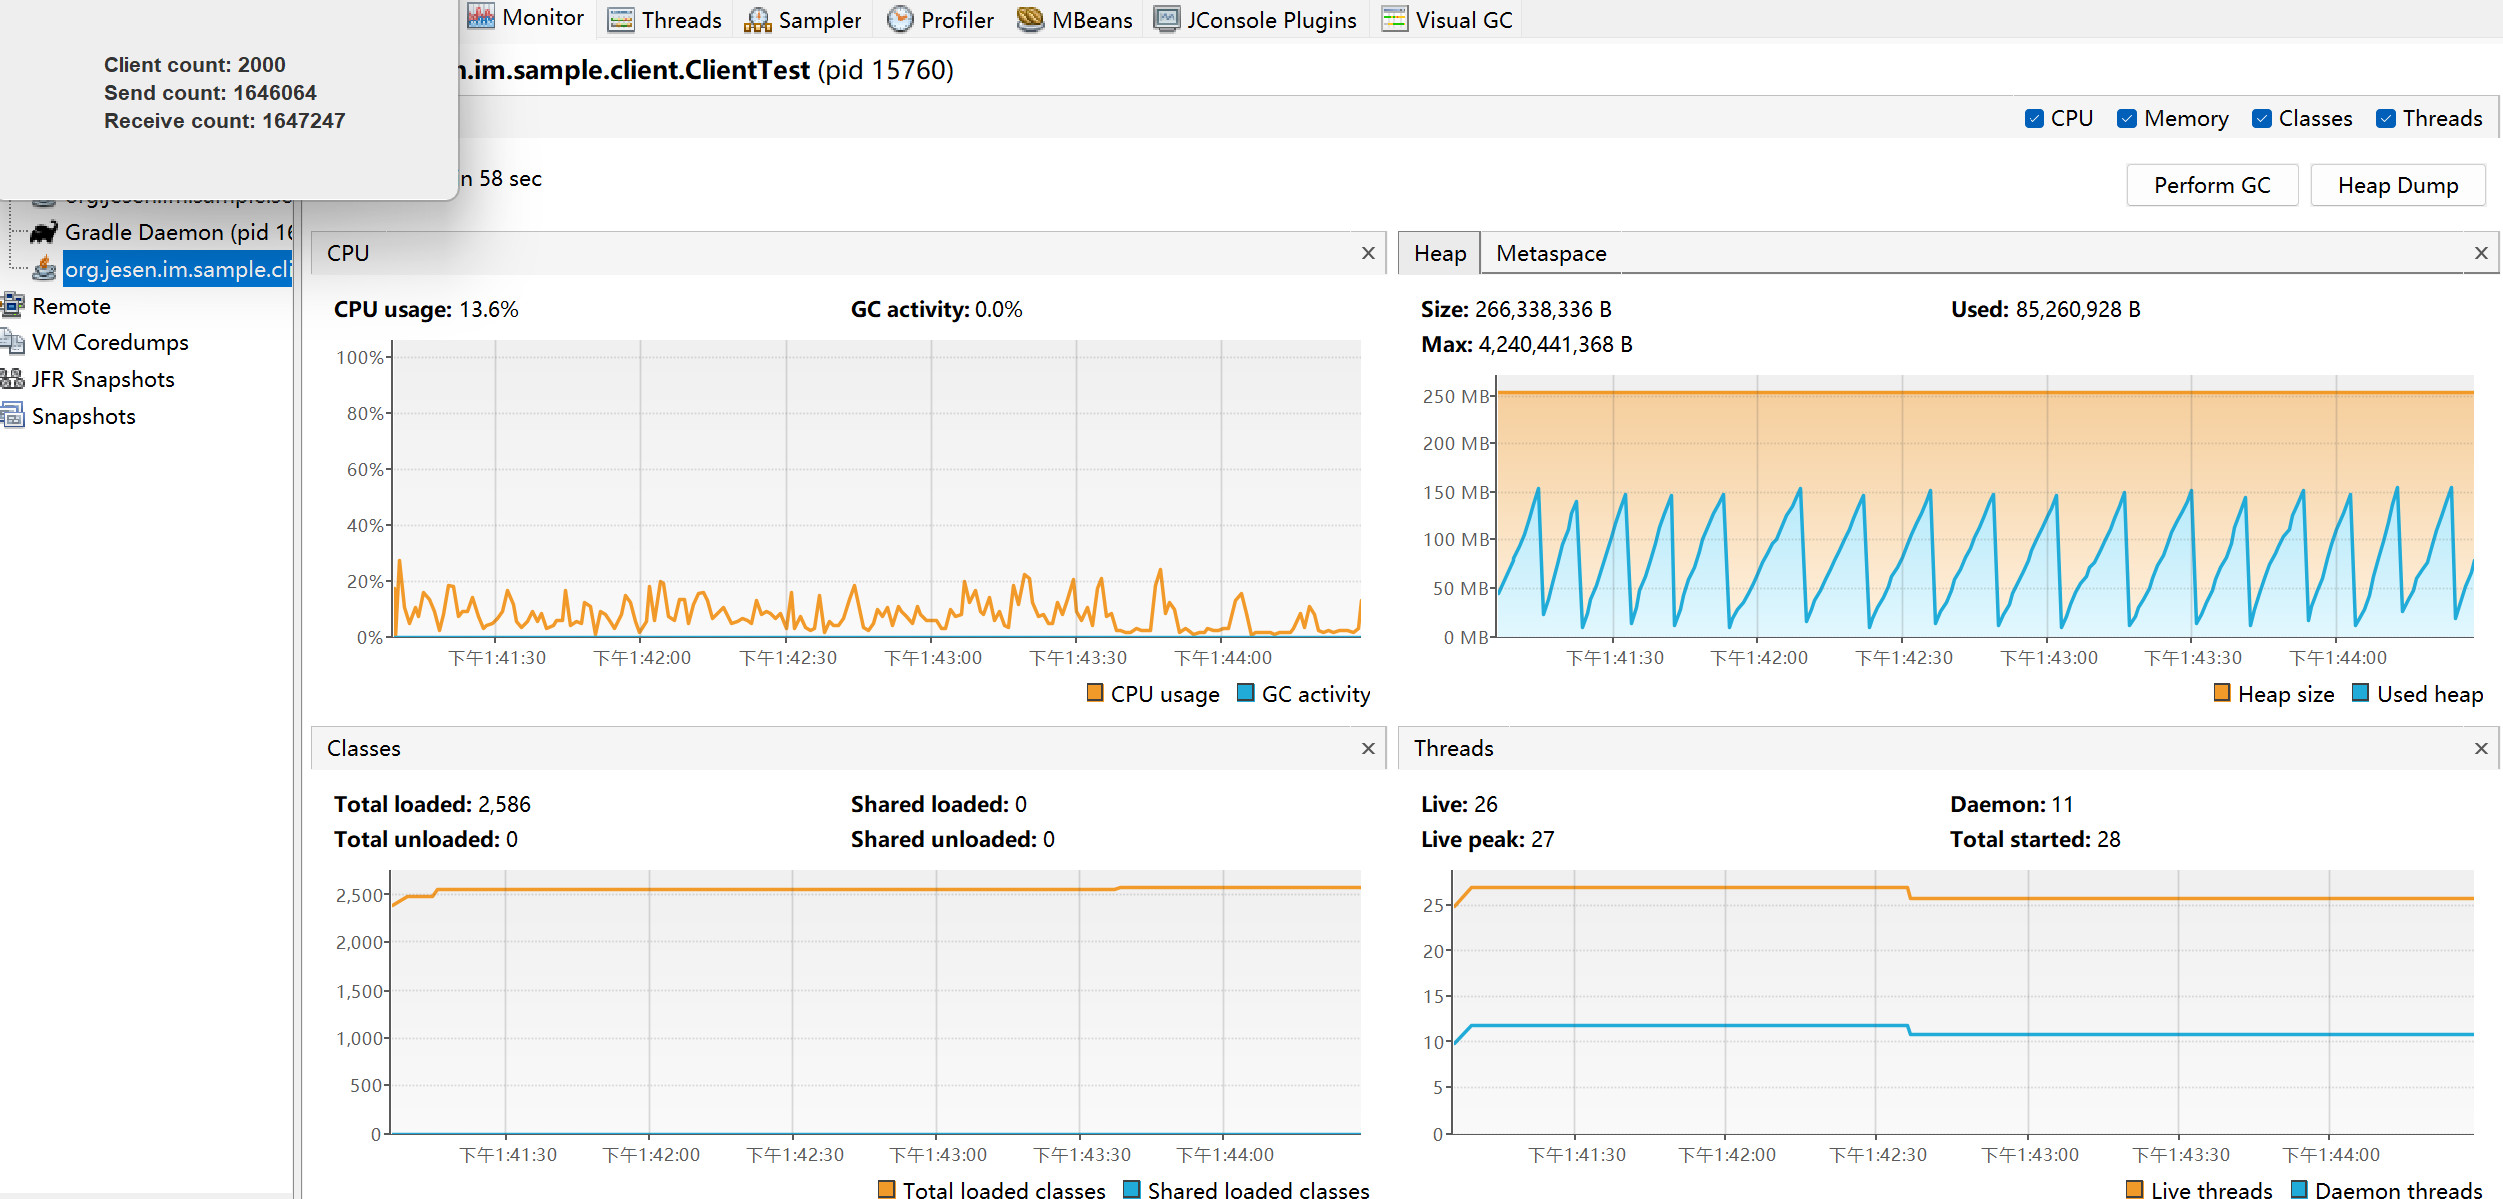 Monitor Threads Sampler Profiler MBeans JConsole Plugins Visual GC
Client count: 2000
Send count: 1646064
Receive count: 1647247
.im.sample.client.ClientTest (pid 15760)
CPU Memory Classes Threads
n 58 sec
Perform GC Heap Dump
Gradle Daemon (pid 16
org.jesen.im.sample.cli
Remote
VM Coredumps
JFR Snapshots
Snapshots
CPU
CPU usage: 13.6% GC activity: 0.0%
100%
80%
60%
40%
20%
0%
下午1:41:30 下午1:42:00 下午1:42:30 下午1:43:00 下午1:43:30 下午1:44:00
CPU usage GC activity
Heap Metaspace
Size: 266,338,336 B Used: 85,260,928 B
Max: 4,240,441,368 B
250 MB
200 MB
150 MB
100 MB
50 MB
0 MB
下午1:41:30 下午1:42:00 下午1:42:30 下午1:43:00 下午1:43:30 下午1:44:00
Heap size Used heap
Classes
Total loaded: 2,586 Shared loaded: 0
Total unloaded: 0 Shared unloaded: 0
2,500
2,000
1,500
1,000
500
0
下午1:41:30 下午1:42:00 下午1:42:30 下午1:43:00 下午1:43:30 下午1:44:00
Total loaded classes Shared loaded classes
Threads
Live: 26 Daemon: 11
Live peak: 27 Total started: 28
25
20
15
10
5
0
下午1:41:30 下午1:42:00 下午1:42:30 下午1:43:00 下午1:43:30 下午1:44:00
Live threads Daemon threads